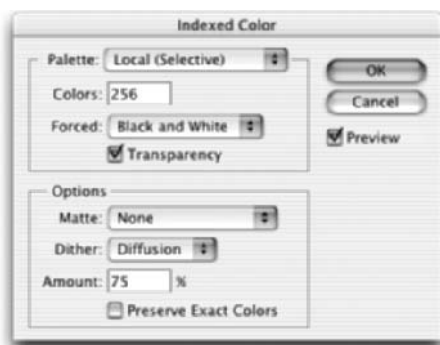 Indexed Color
Palette: Local (Selective)
Colors: 256
Forced: Black and White
Transparency
OK
Cancel
Preview
Options
Matte: None
Dither: Diffusion
Amount: 75 %
Preserve Exact Colors